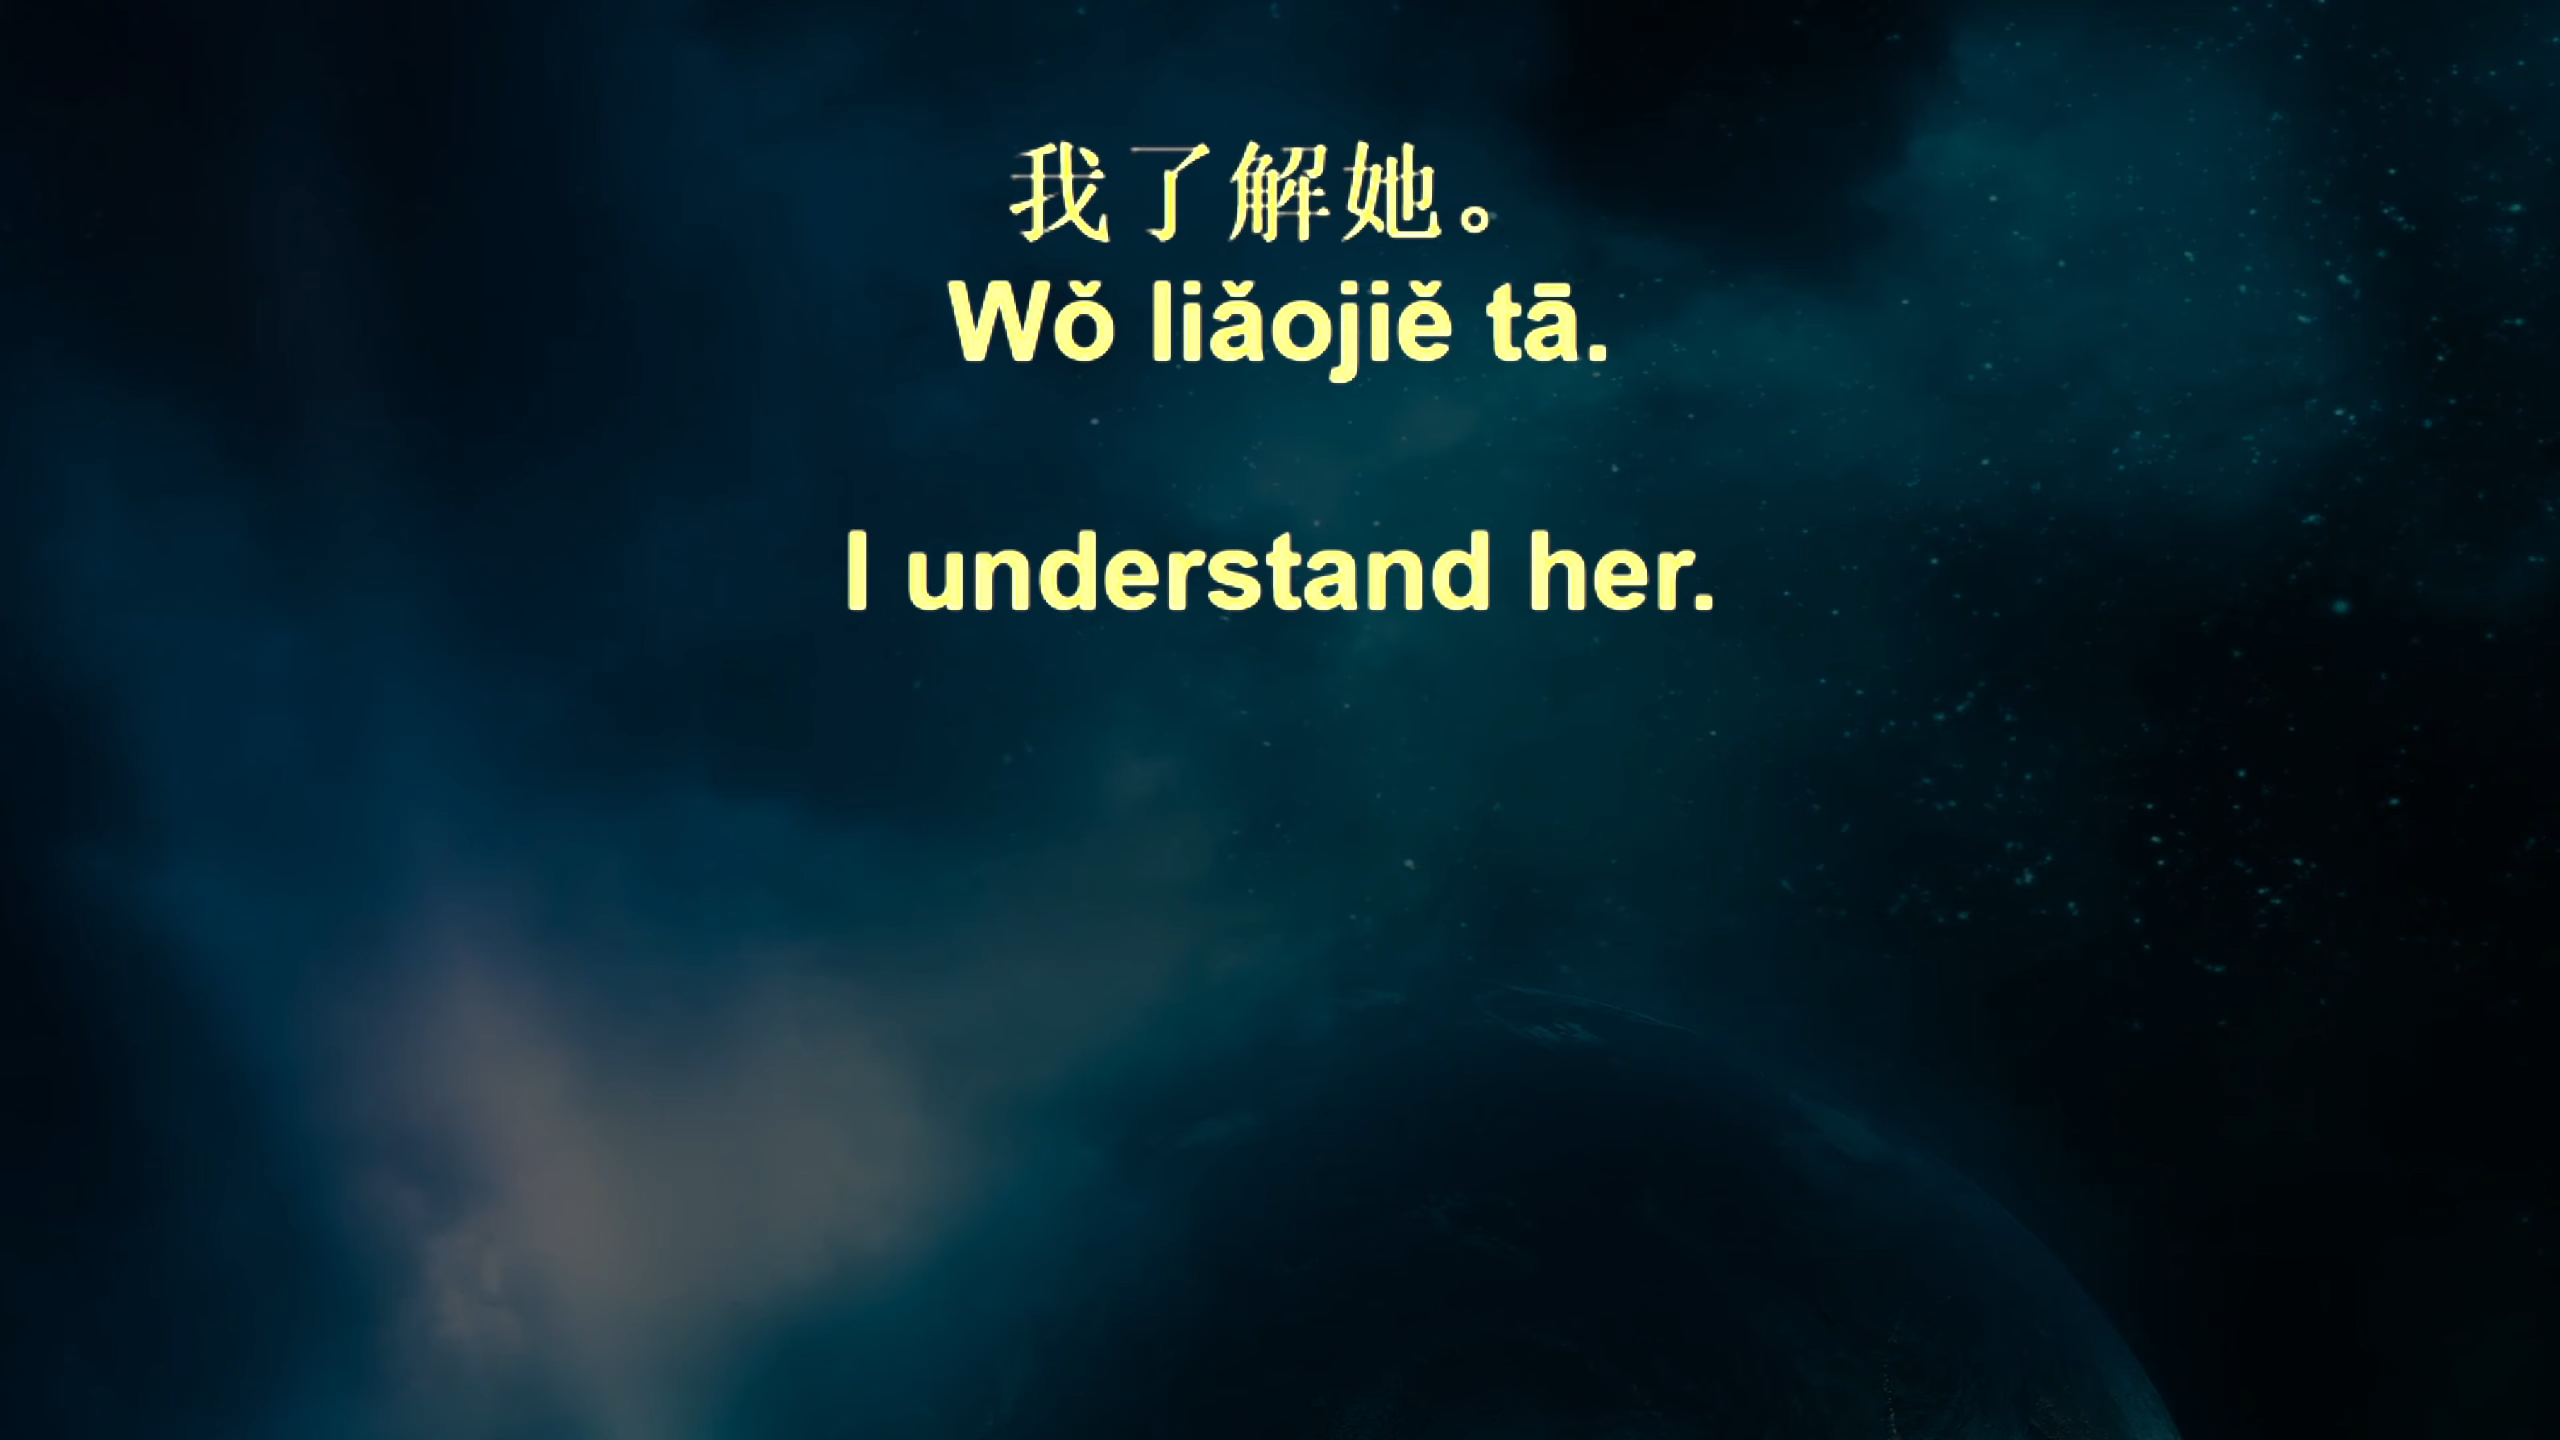 我了解她。
Wǒ liǎojiě tā.
I understand her.